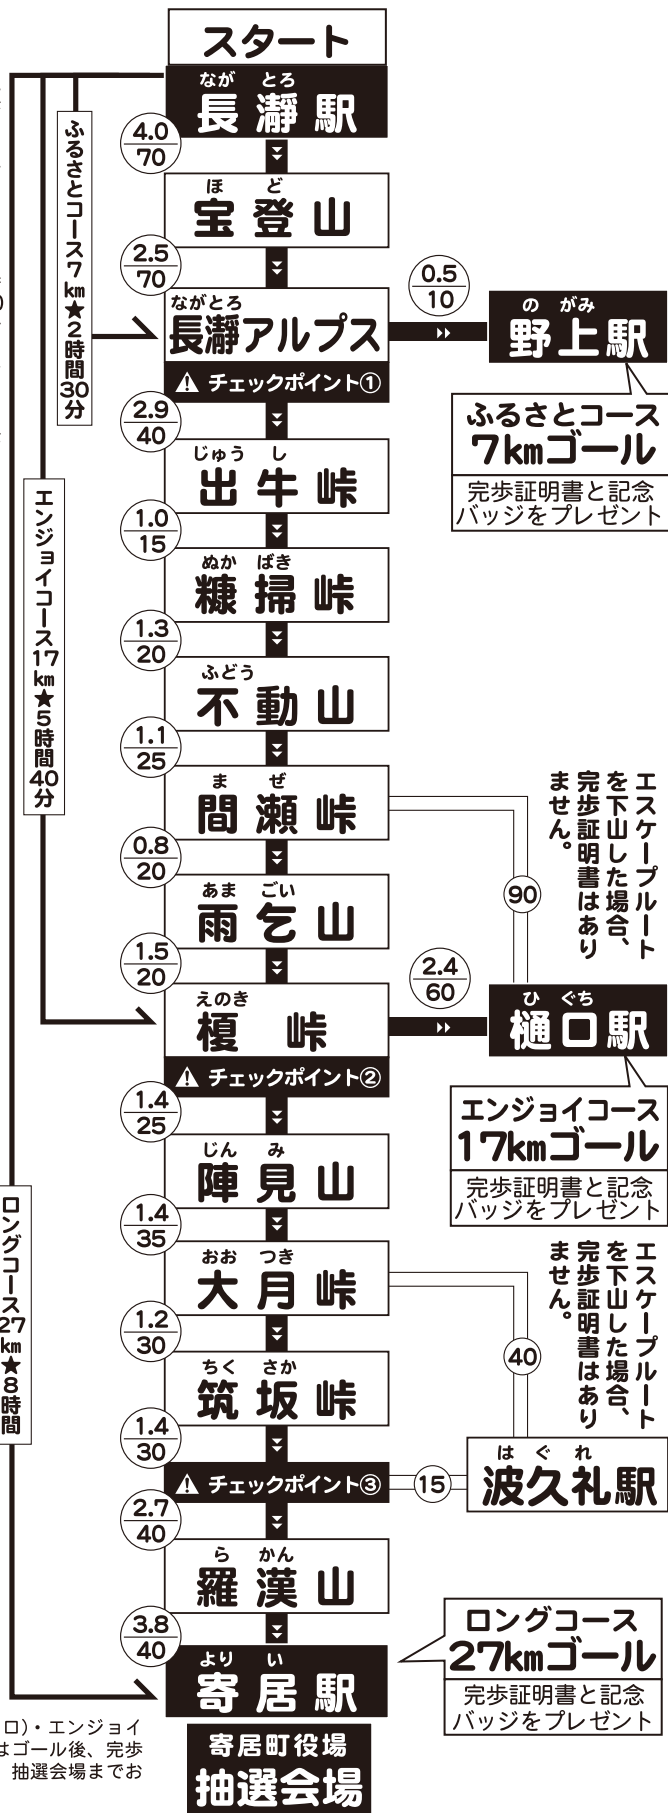 スタート
なが とろ
長瀞駅
4.0
70
ほ ど
宝登山
2.5
70
ながとろ
長瀞アルプス
チェックポイント①
0.5
10
の がみ
野上駅
ふるさとコース
7kmゴール
完歩証明書と記念
バッジをプレゼント
ふるさとコース7km★2時間30分
2.9
40
じゅう し
出牛峠
1.0
15
ぬか ばき
糠掃峠
1.3
20
ふどう
不動山
1.1
25
ま ぜ
間瀬峠
0.8
20
あま ごい
雨乞山
1.5
20
えのき
榎峠
チェックポイント②
エンジョイコース17km★5時間40分
90
エスケープルート
を下山した場合、
完歩証明書はあり
ません。
2.4
60
ひ ぐち
樋口駅
エンジョイコース
17kmゴール
完歩証明書と記念
バッジをプレゼント
1.4
25
じん み
陣見山
1.4
35
おお つき
大月峠
1.2
30
ちく さか
筑坂峠
1.4
30
チェックポイント③
40
エスケープルート
を下山した場合、
完歩証明書はあり
ません。
15
は ぐ れ
波久礼駅
ロングコース27km★8時間
2.7
40
ら かん
羅漢山
3.8
40
より い
寄居駅
ロングコース
27kmゴール
完歩証明書と記念
バッジをプレゼント
寄居町役場
抽選会場
ロ)・エンジョイ
はゴール後、完歩
抽選会場までお